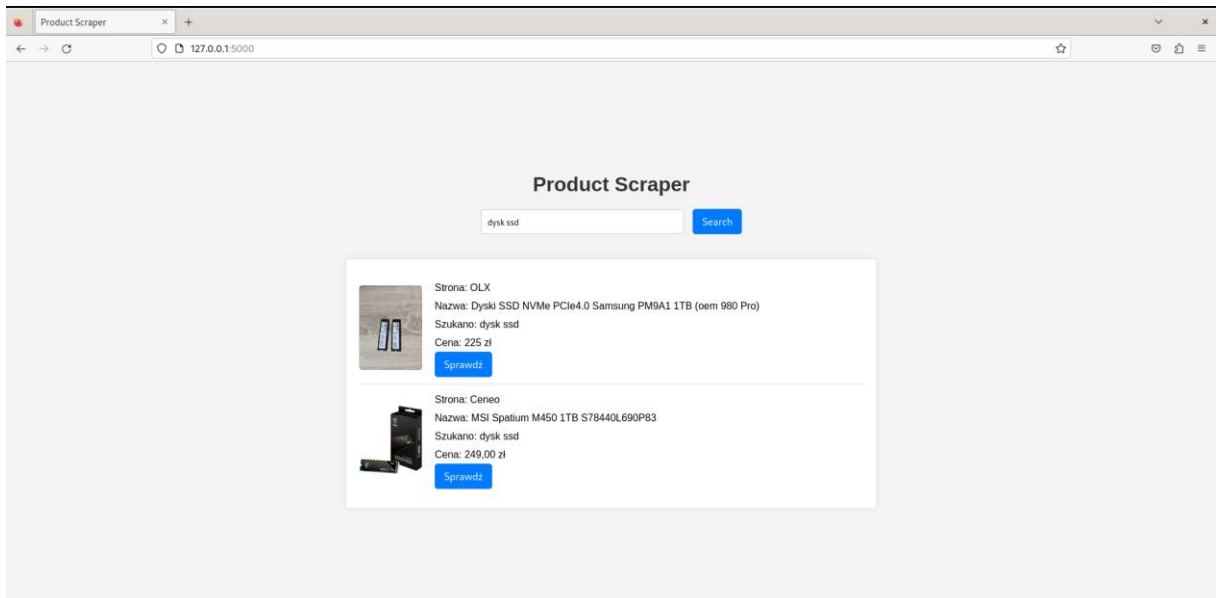 Product Scraper
127.0.0.1:5000
Product Scraper
dysk ssd
Search
Strona: OLX
Nazwa: Dyski SSD NVMe PCIe4.0 Samsung PM9A1 1TB (oem 980 Pro)
Szukano: dysk ssd
Cena: 225 zł
Sprawdź
Strona: Ceneo
Nazwa: MSI Spatium M450 1TB S78440L690P83
Szukano: dysk ssd
Cena: 249,00 zł
Sprawdź